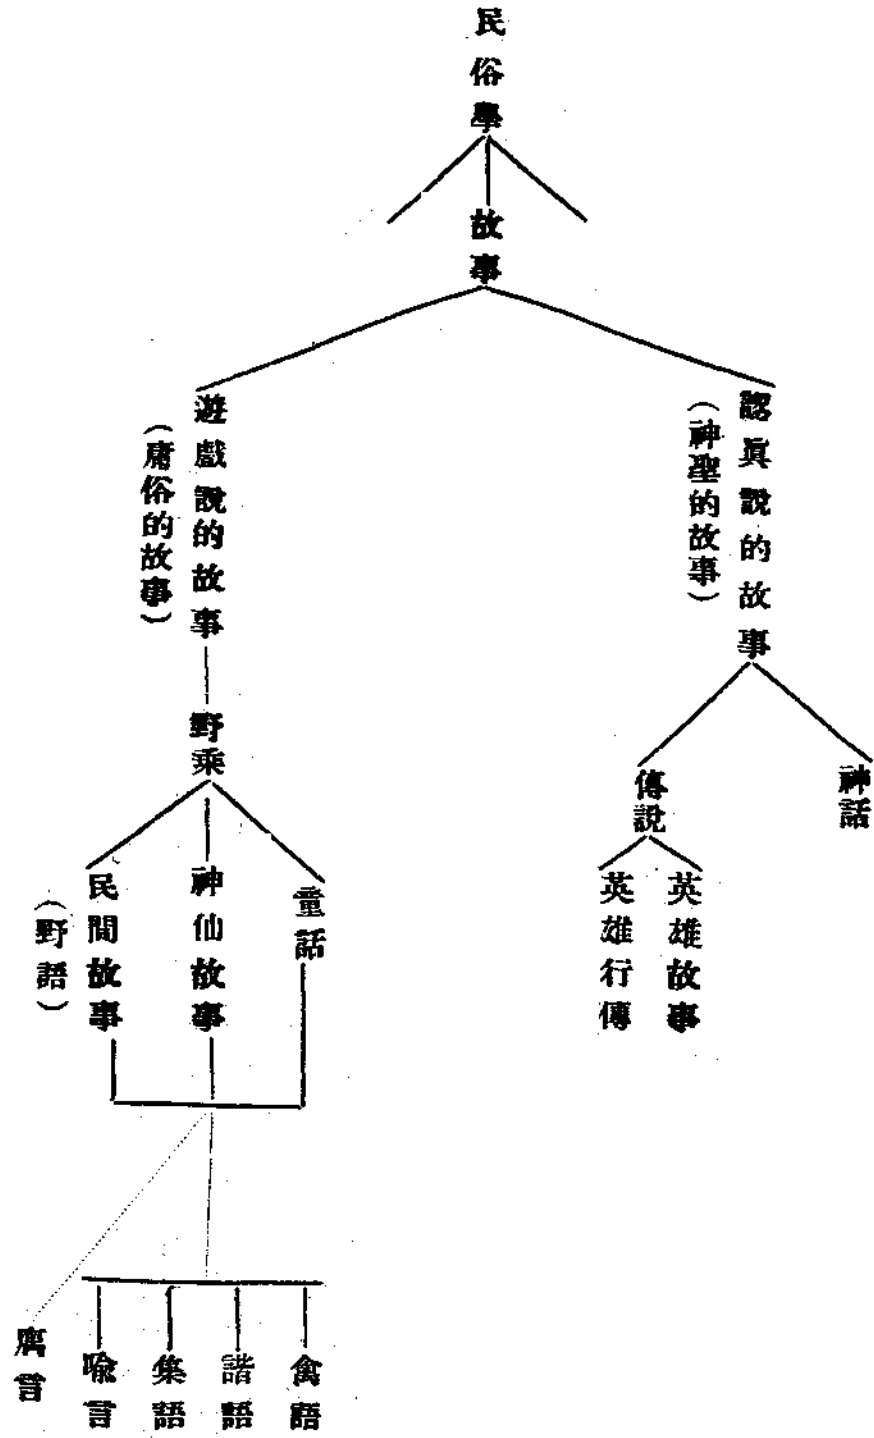 民俗學
故事
認眞說的故事
（神聖的故事）
遊戲說的故事
（庸俗的故事）
神話
傳說
英雄故事
英雄行傳
野乘
童話
神仙故事
民間故事
（野語）
禽語
諧語
集語
喻言
寓言